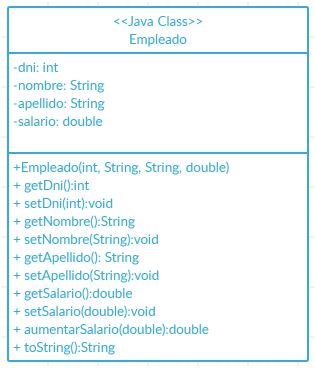 <<Java Class>>
Empleado
-dni: int
-nombre: String
-apellido: String
-salario: double
+Empleado(int, String, String, double)
+ getDni():int
+ setDni(int):void
+ getNombre():String
+ setNombre(String):void
+ getApellido(): String
+ setApellido(String):void
+ getSalario():double
+ setSalario(double):void
+ aumentarSalario(double):double
+ toString():String